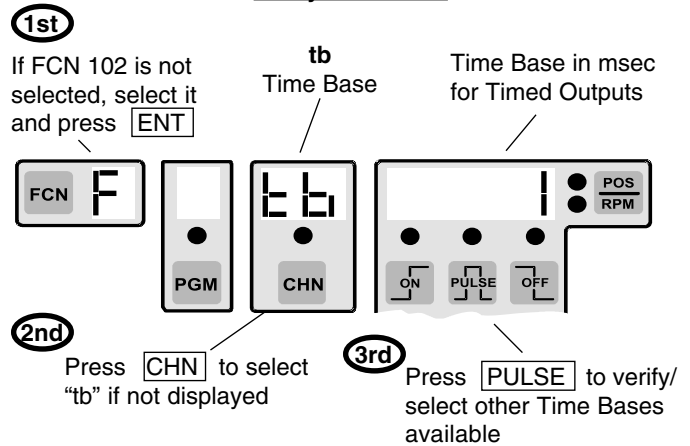 1st
If FCN 102 is not
selected, select it
and press ENT
tb
Time Base
Time Base in msec
for Timed Outputs
FCN F
PGM
tb
CHN
1
POS
RPM
ON PULSE OFF
2nd
Press CHN to select
“tb” if not displayed
3rd
Press PULSE to verify/
select other Time Bases
available